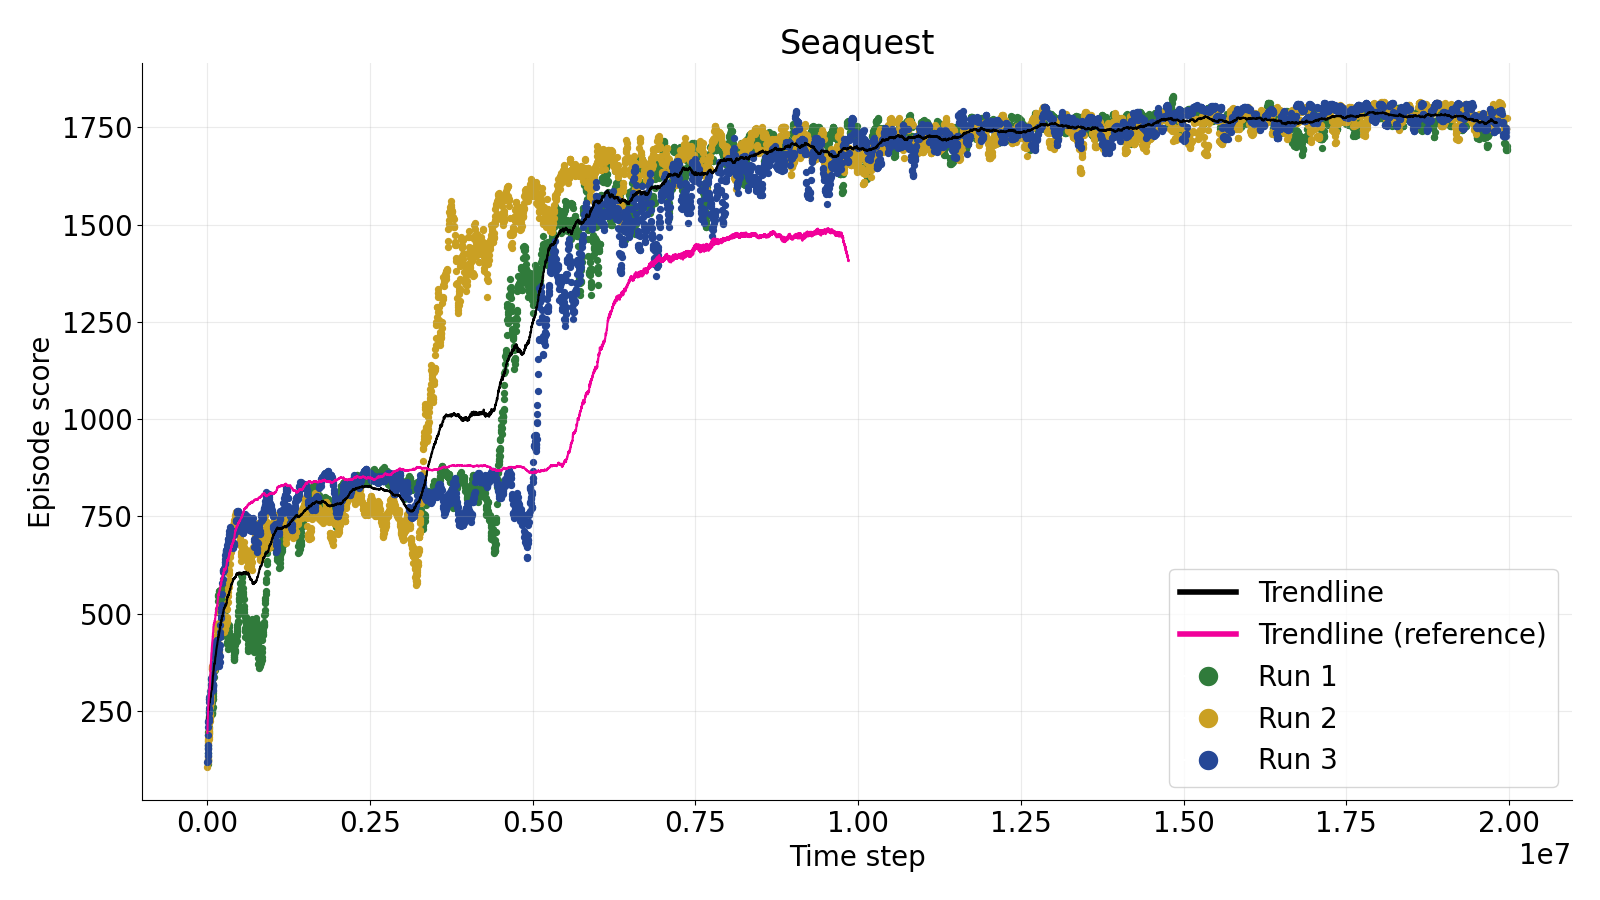 Seaquest
Episode score
1750
1500
1250
1000
750
500
250
0.00 0.25 0.50 0.75 1.00 1.25 1.50 1.75 2.00
1e7
Time step
Trendline
Trendline (reference)
Run 1
Run 2
Run 3